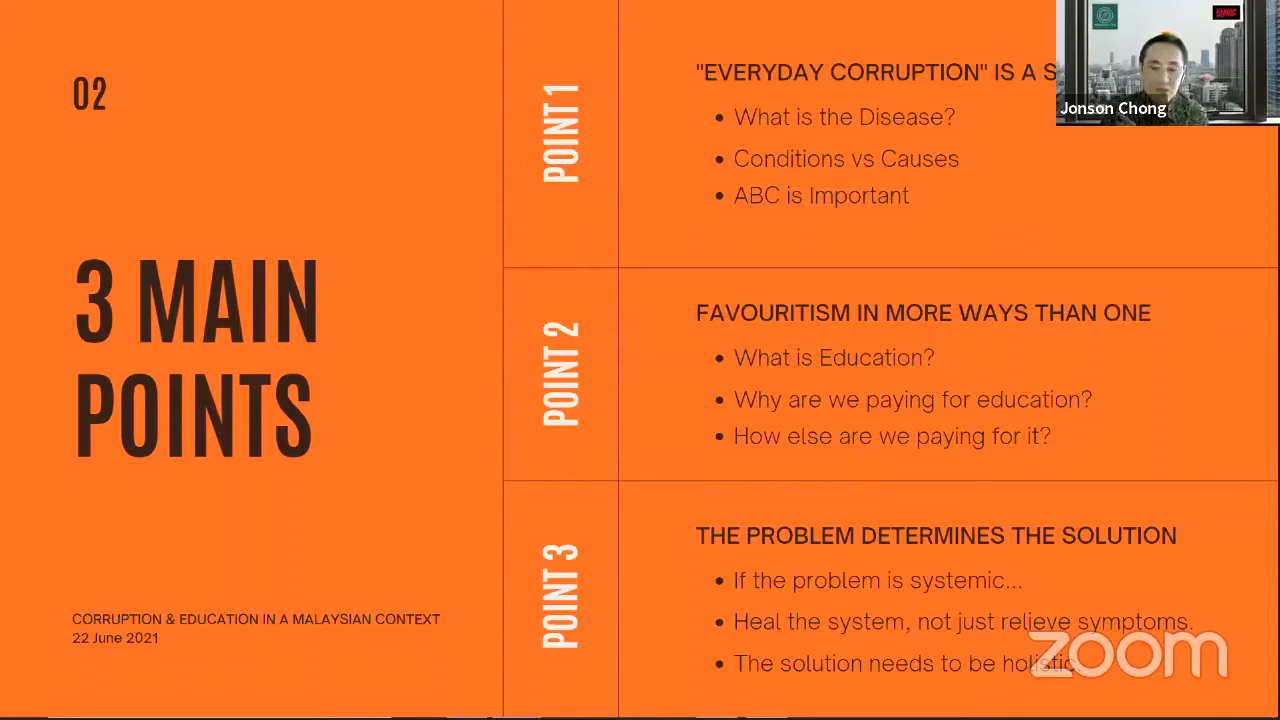 02
3 MAIN
POINTS
CORRUPTION & EDUCATION IN A MALAYSIAN CONTEXT
22 June 2021
POINT 1
"EVERYDAY CORRUPTION" IS A S
• What is the Disease?
• Conditions vs Causes
• ABC is Important
POINT 2
FAVOURITISM IN MORE WAYS THAN ONE
• What is Education?
• Why are we paying for education?
• How else are we paying for it?
POINT 3
THE PROBLEM DETERMINES THE SOLUTION
• If the problem is systemic...
• Heal the system, not just relieve symptoms.
• The solution needs to be holistic.
Jonson Chong
zoom